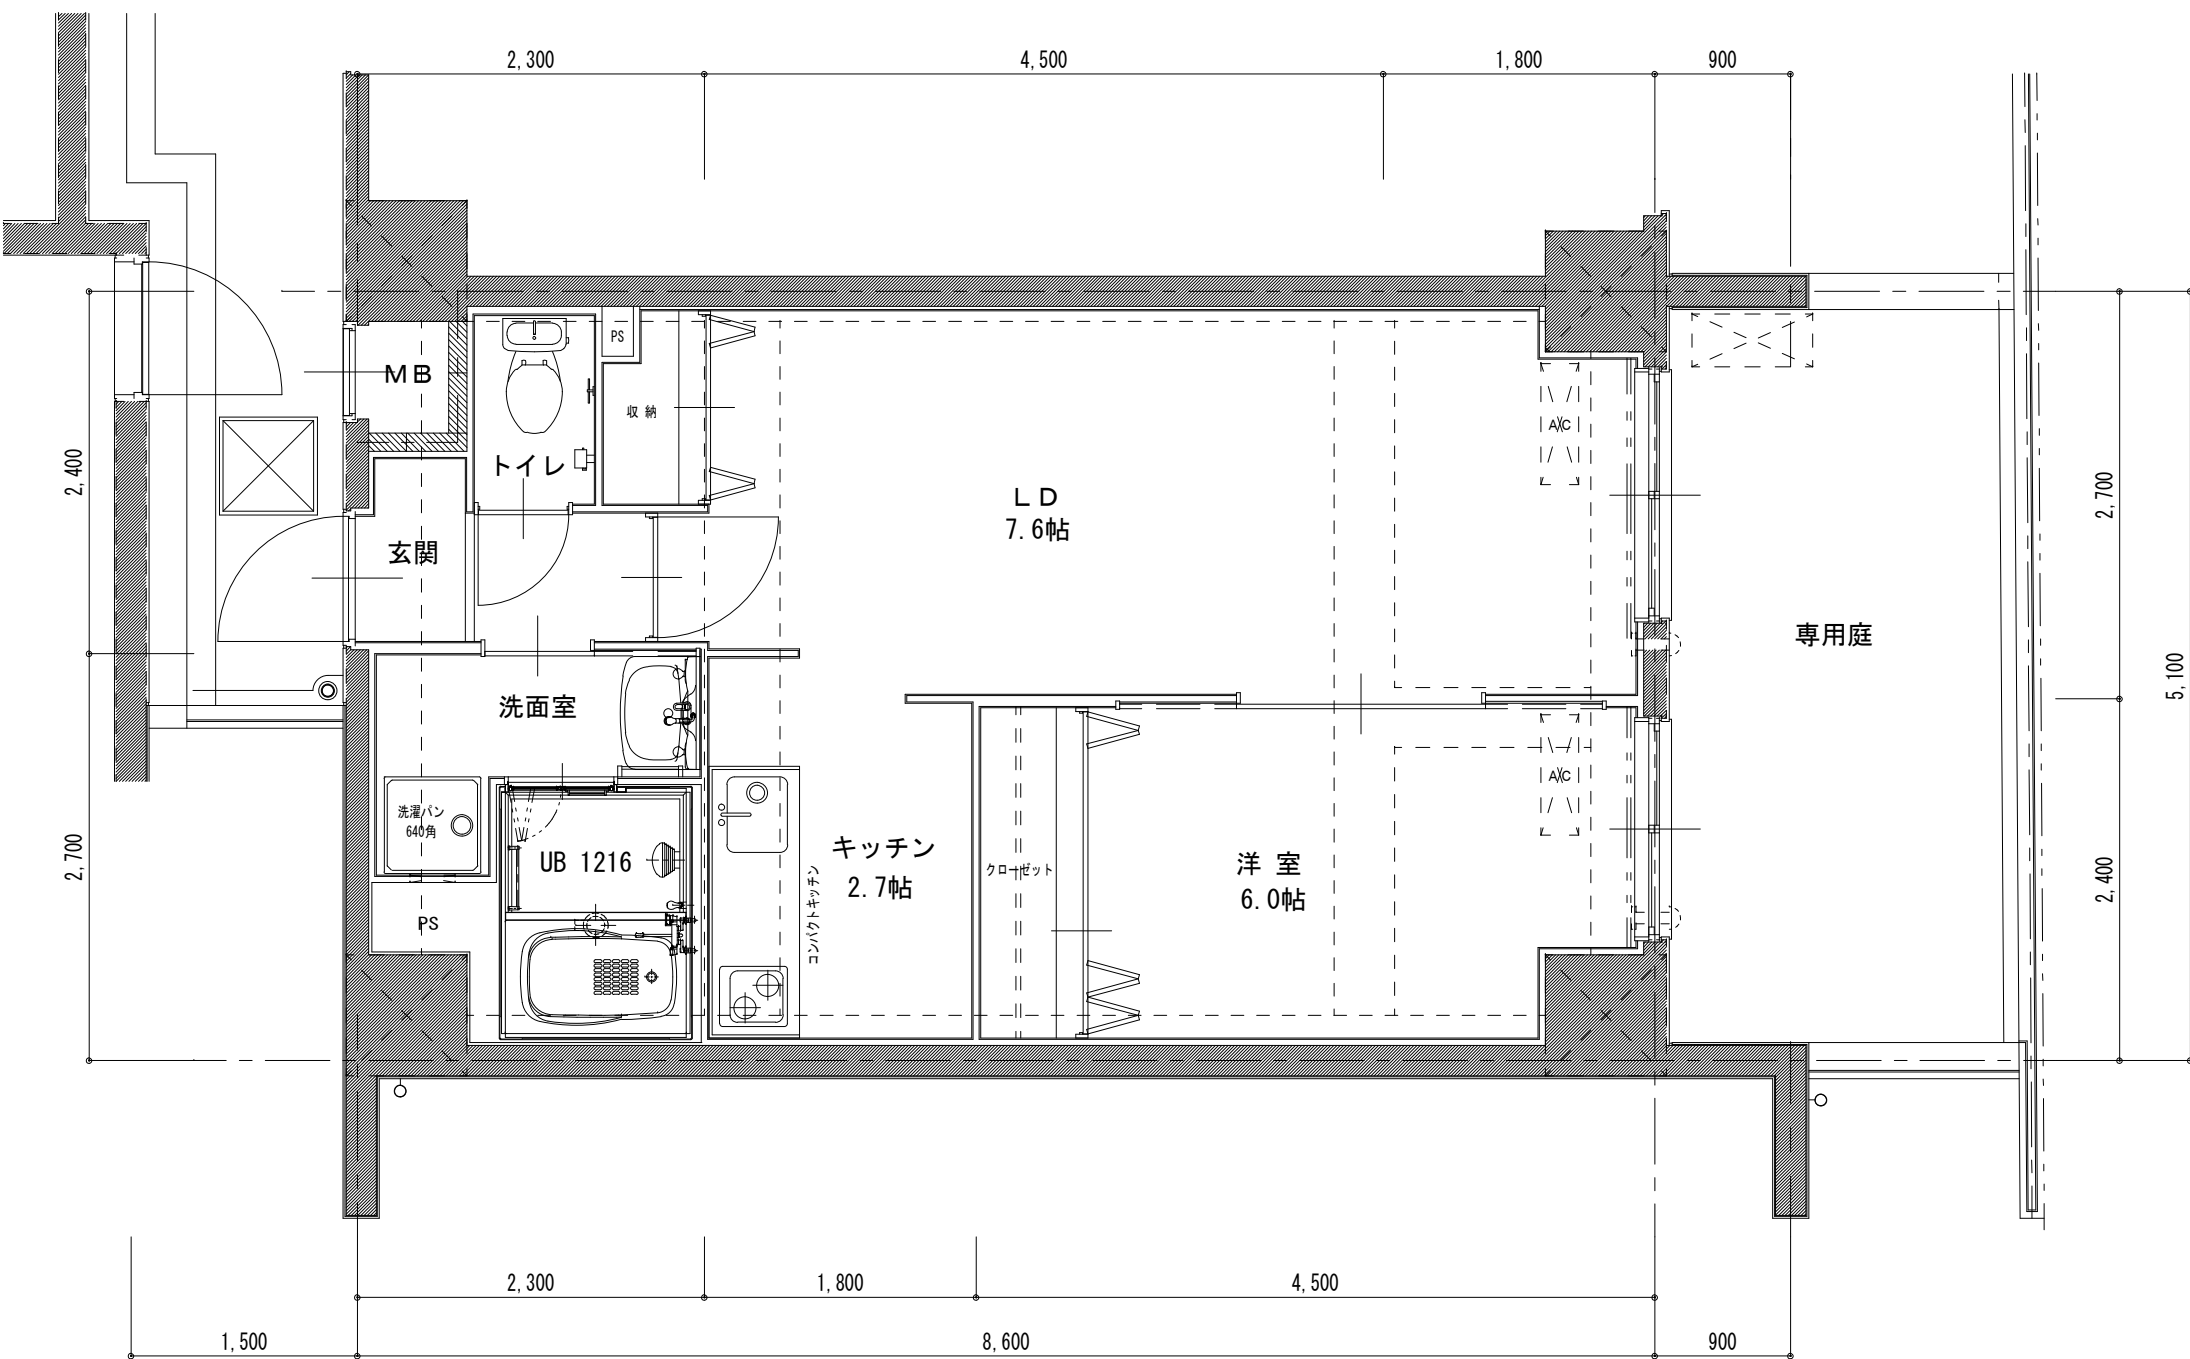 2,300
4,500
1,800
900
PS
MB
収 納
A/C
トイレ
2,400
2,700
LD
7.6帖
玄関
専用庭
5,100
洗面室
A/C
洗濯パン
640角
キッチン
2.7帖
UB 1216
コンパクトキッチン
クローゼット
洋 室
6.0帖
2,700
2,400
PS
2,300
1,800
4,500
1,500
8,600
900